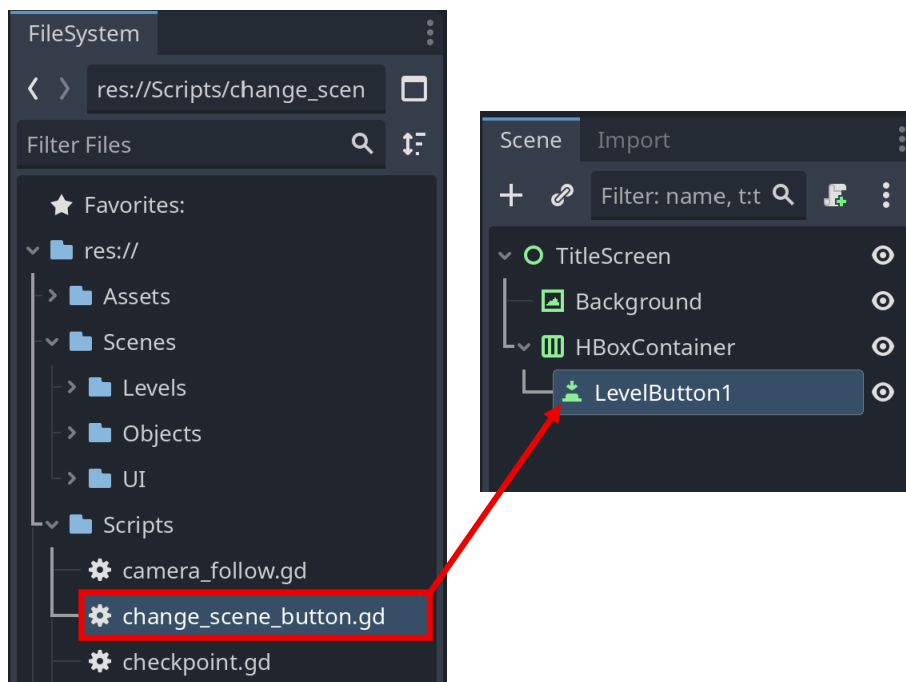 FileSystem
res://Scripts/change_scen
Filter Files
Favorites:
res://
Assets
Scenes
Levels
Objects
UI
Scripts
camera_follow.gd
change_scene_button.gd
checkpoint.gd
Scene Import
Filter: name, t:t
TitleScreen
Background
HBoxContainer
LevelButton1